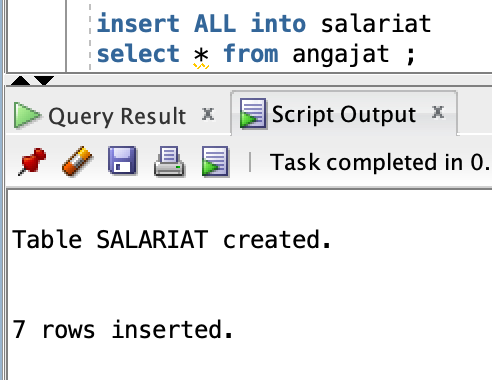 insert ALL into salariat
select * from angajat ;
Query Result x Script Output x
Task completed in 0.
Table SALARIAT created.
7 rows inserted.